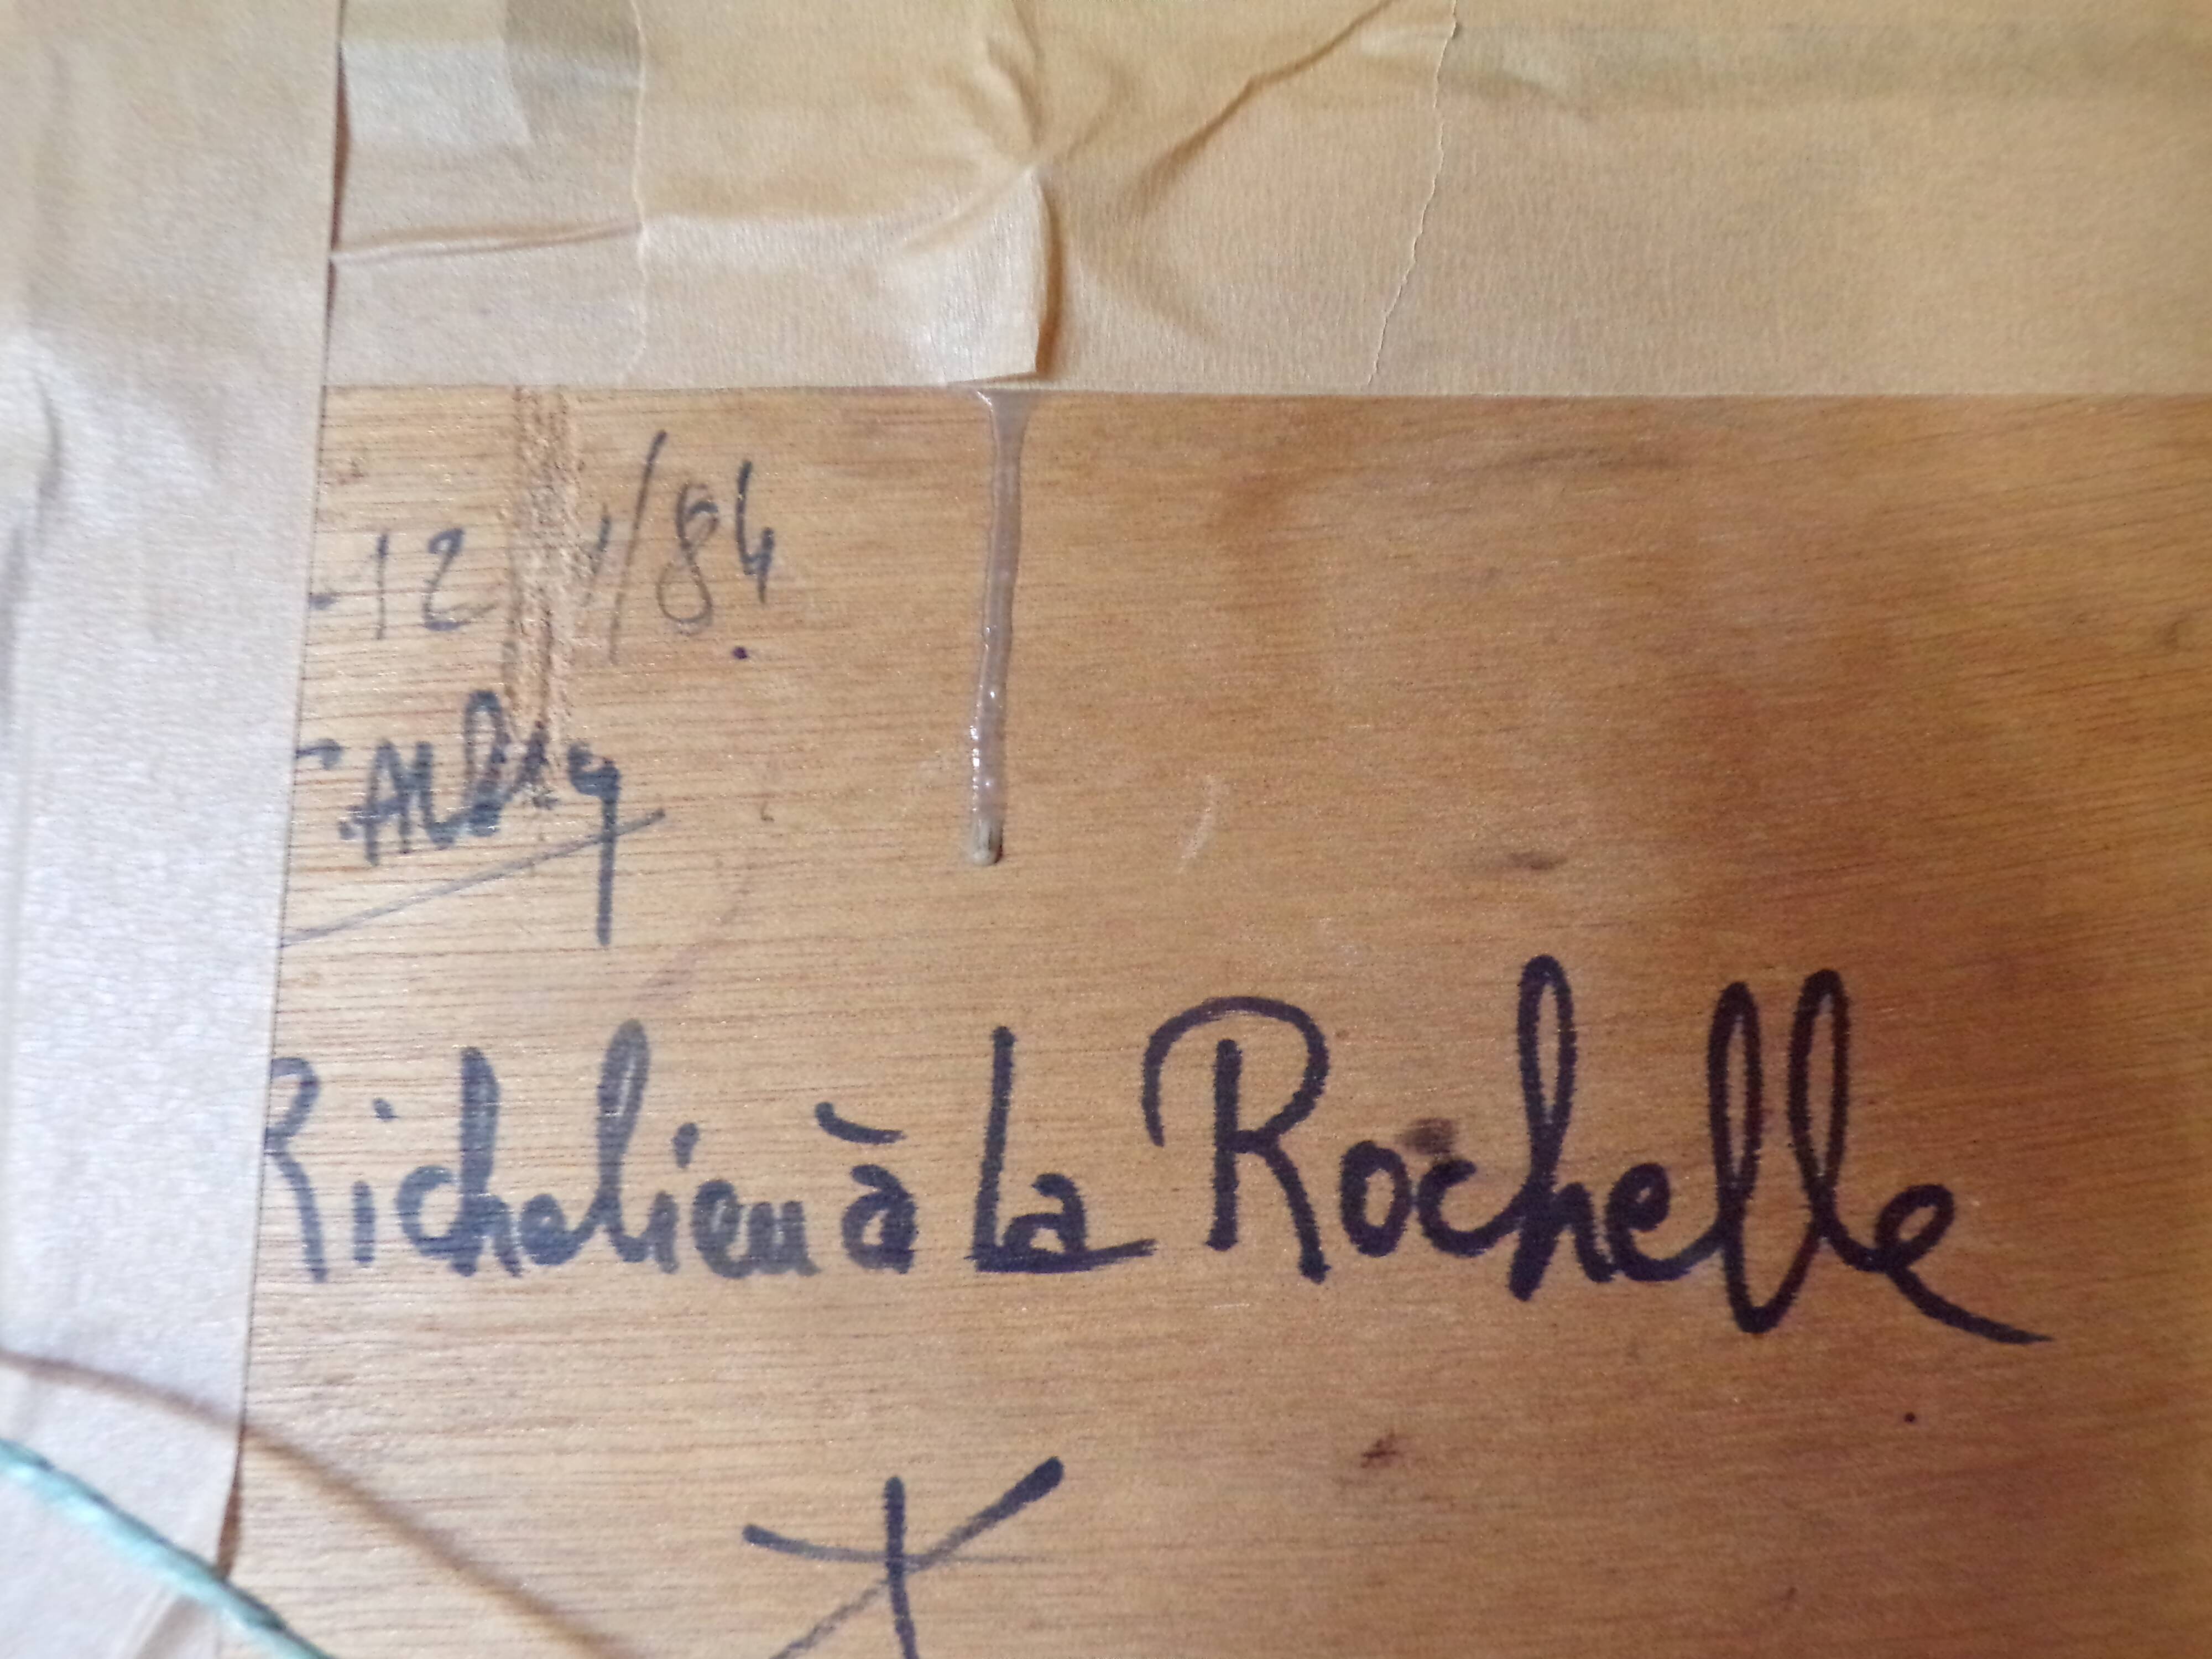 -12 1/84
Richelieu à La Rochelle